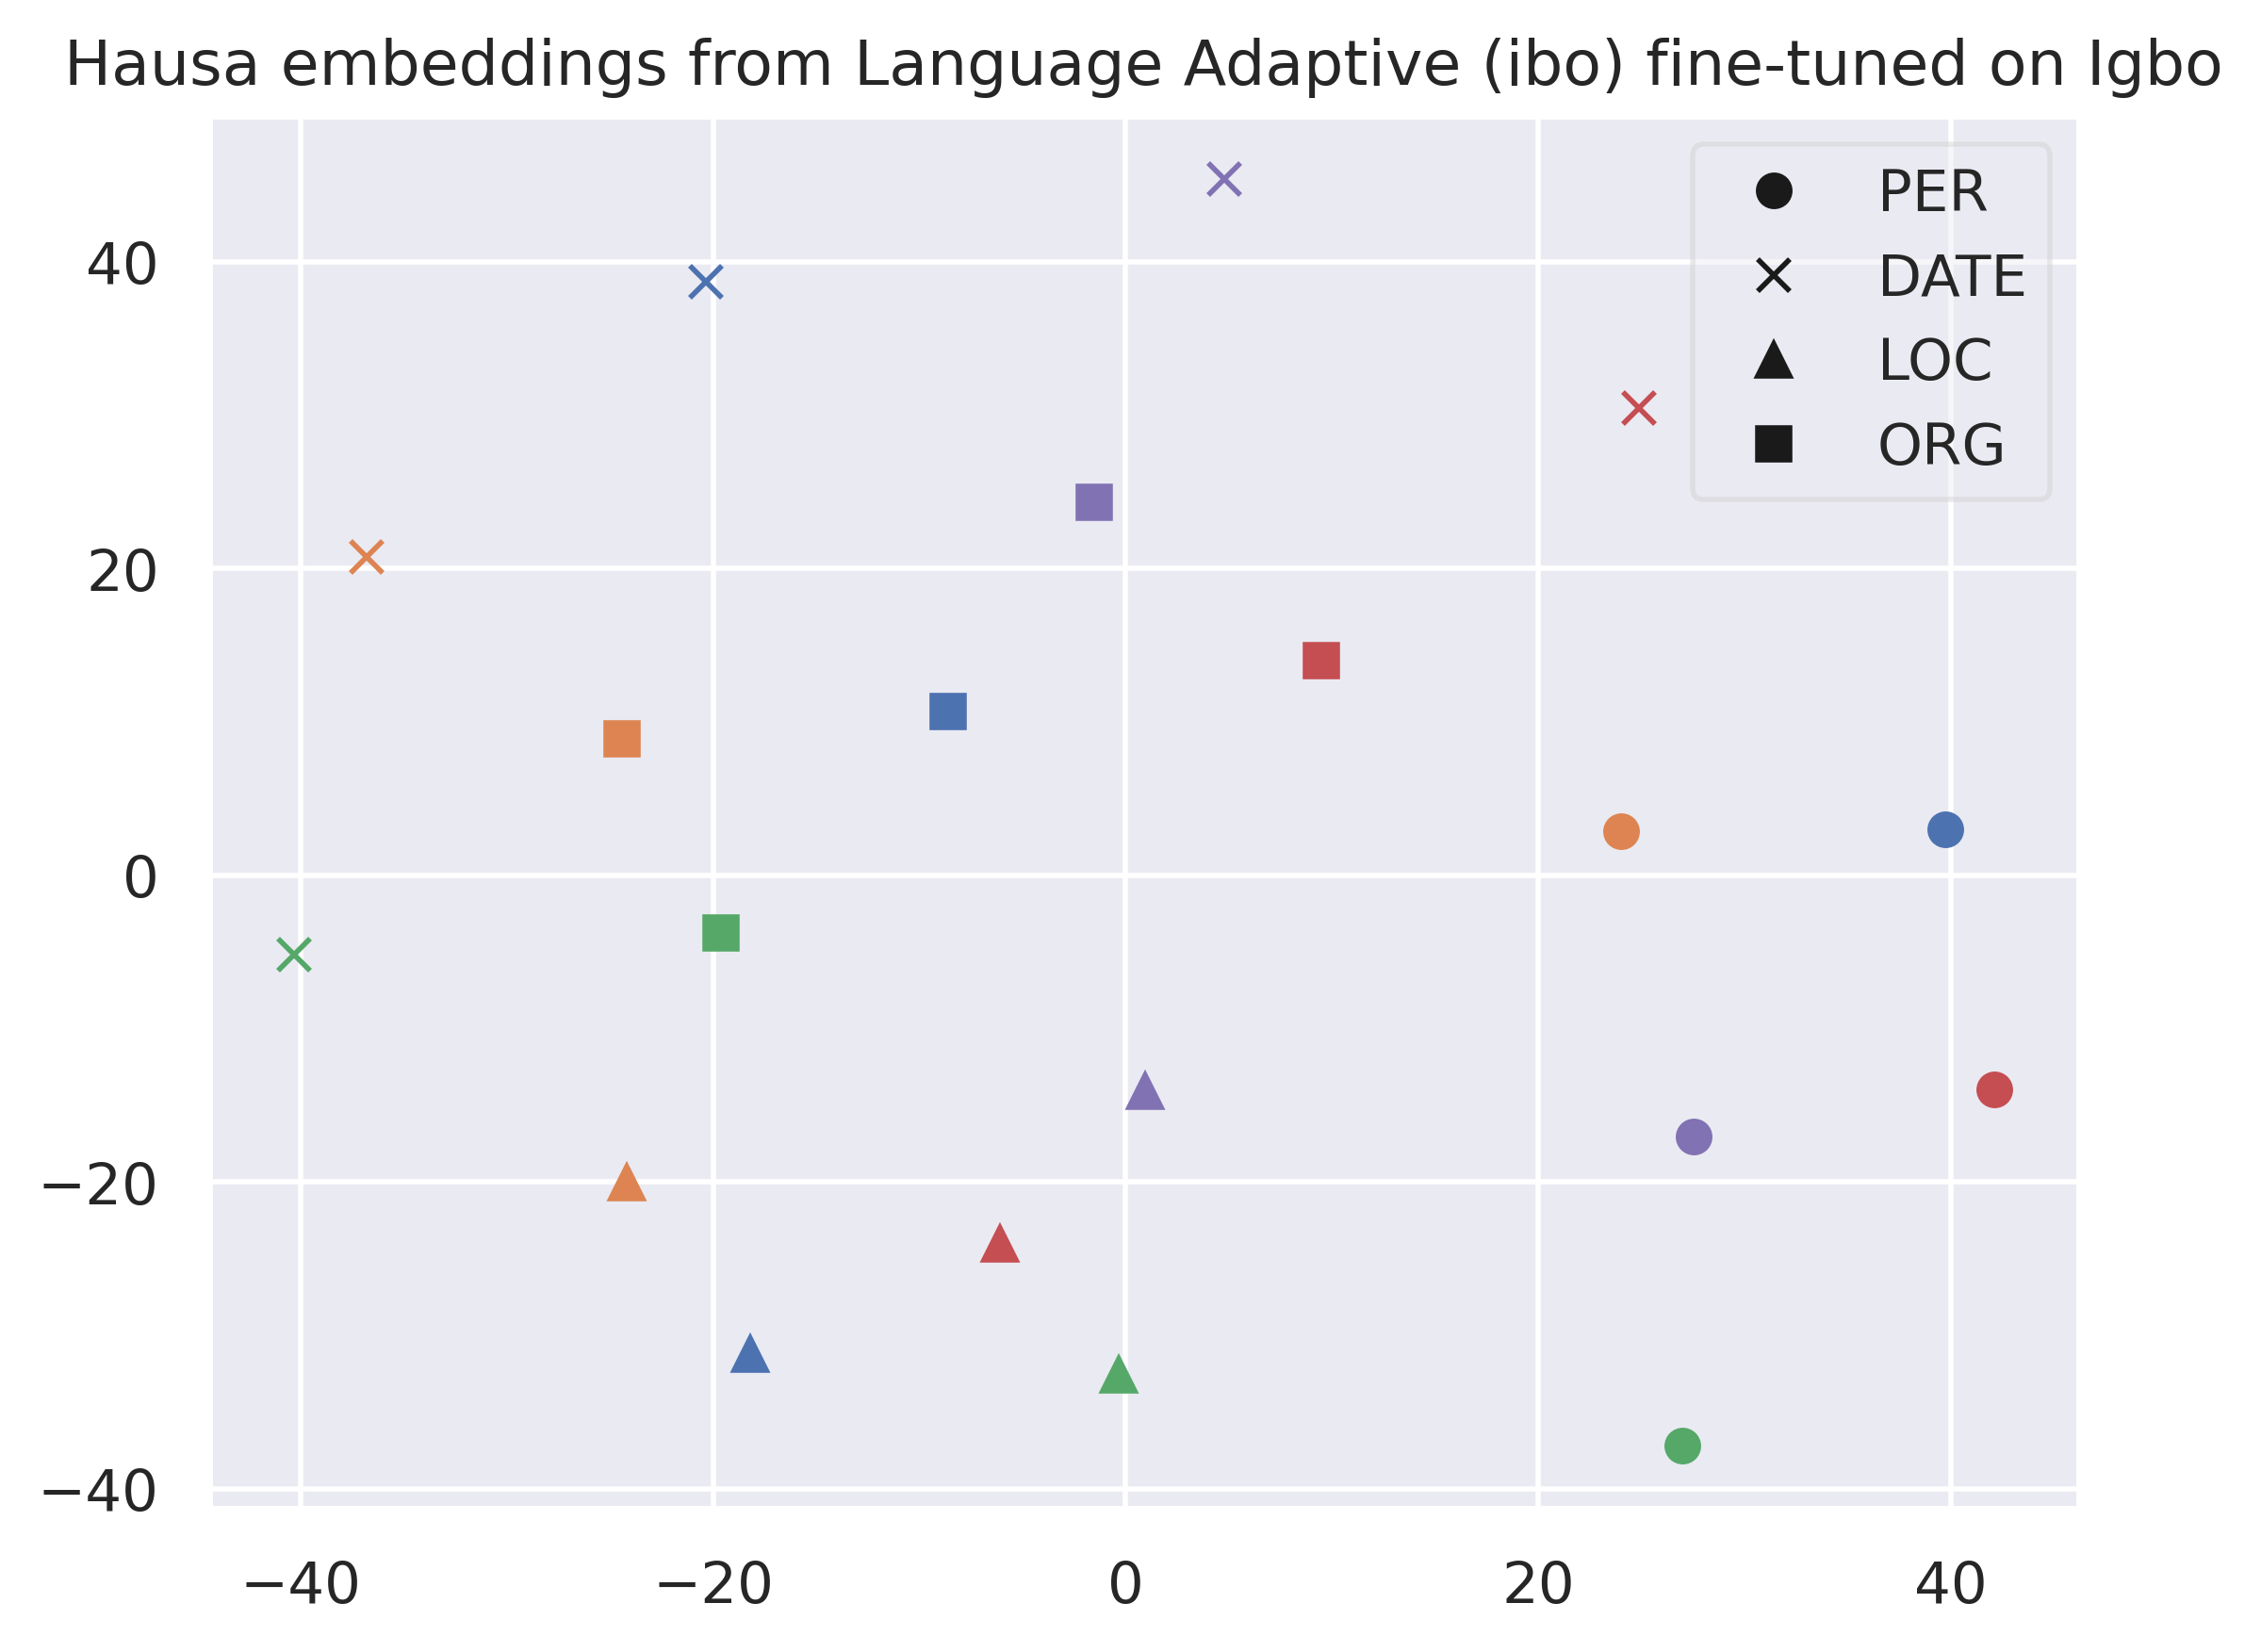 Hausa embeddings from Language Adaptive (ibo) fine-tuned on Igbo
PER
DATE
LOC
ORG
40
20
0
−20
−40
−40 −20 0 20 40